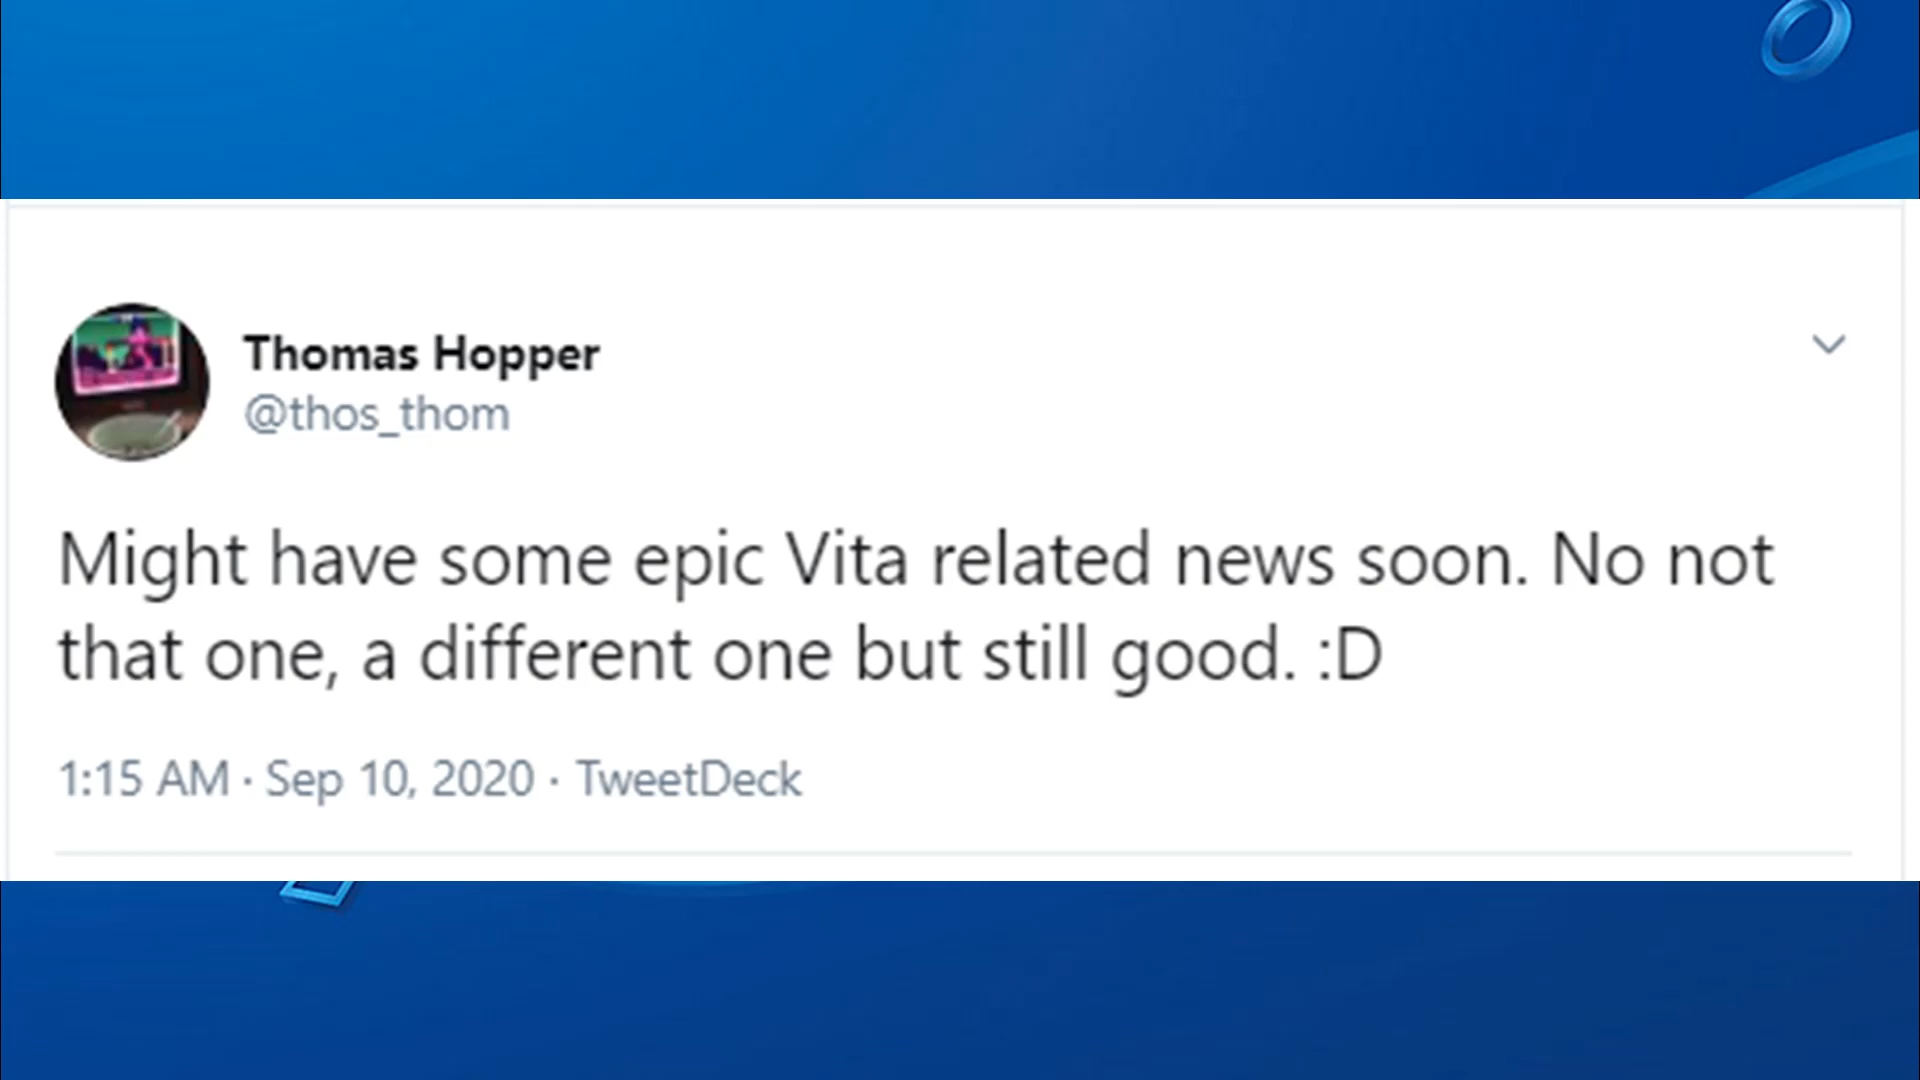 Thomas Hopper
@thos_thom
Might have some epic Vita related news soon. No not
that one, a different one but still good. :D
1:15 AM · Sep 10, 2020 · TweetDeck